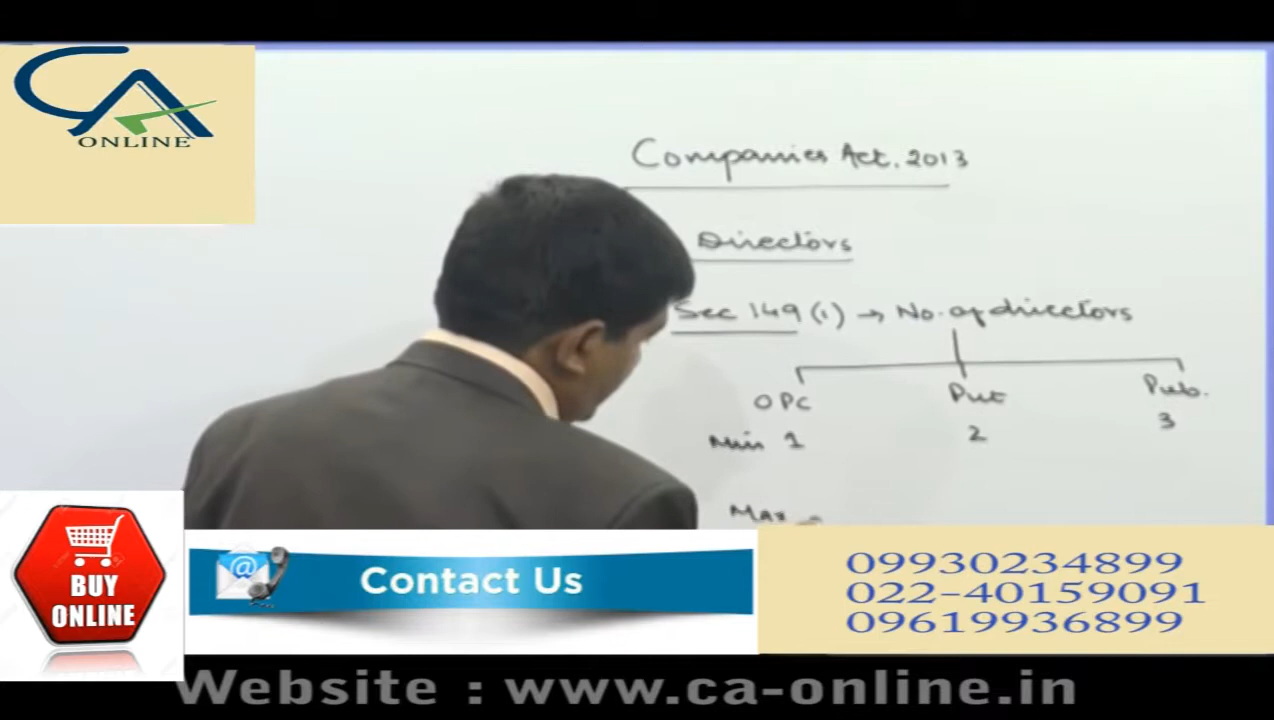 CA
ONLINE
Companies Act. 2013
Directors
Sec 149 (1) → No. of directors
OPC Pvt Pub.
Min 1 2 3
Max
BUY
ONLINE
@
Contact Us
09930234899
022-40159091
09619936899
Website : www.ca-online.in